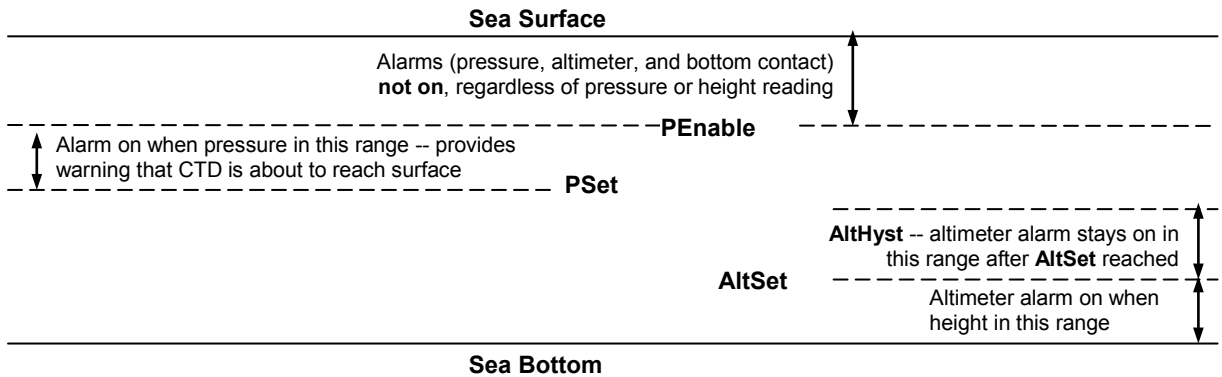 Sea Surface
Alarms (pressure, altimeter, and bottom contact)
not on, regardless of pressure or height reading
PEnable
Alarm on when pressure in this range -- provides
warning that CTD is about to reach surface
PSet
AltHyst -- altimeter alarm stays on in
this range after AltSet reached
AltSet
Altimeter alarm on when
height in this range
Sea Bottom